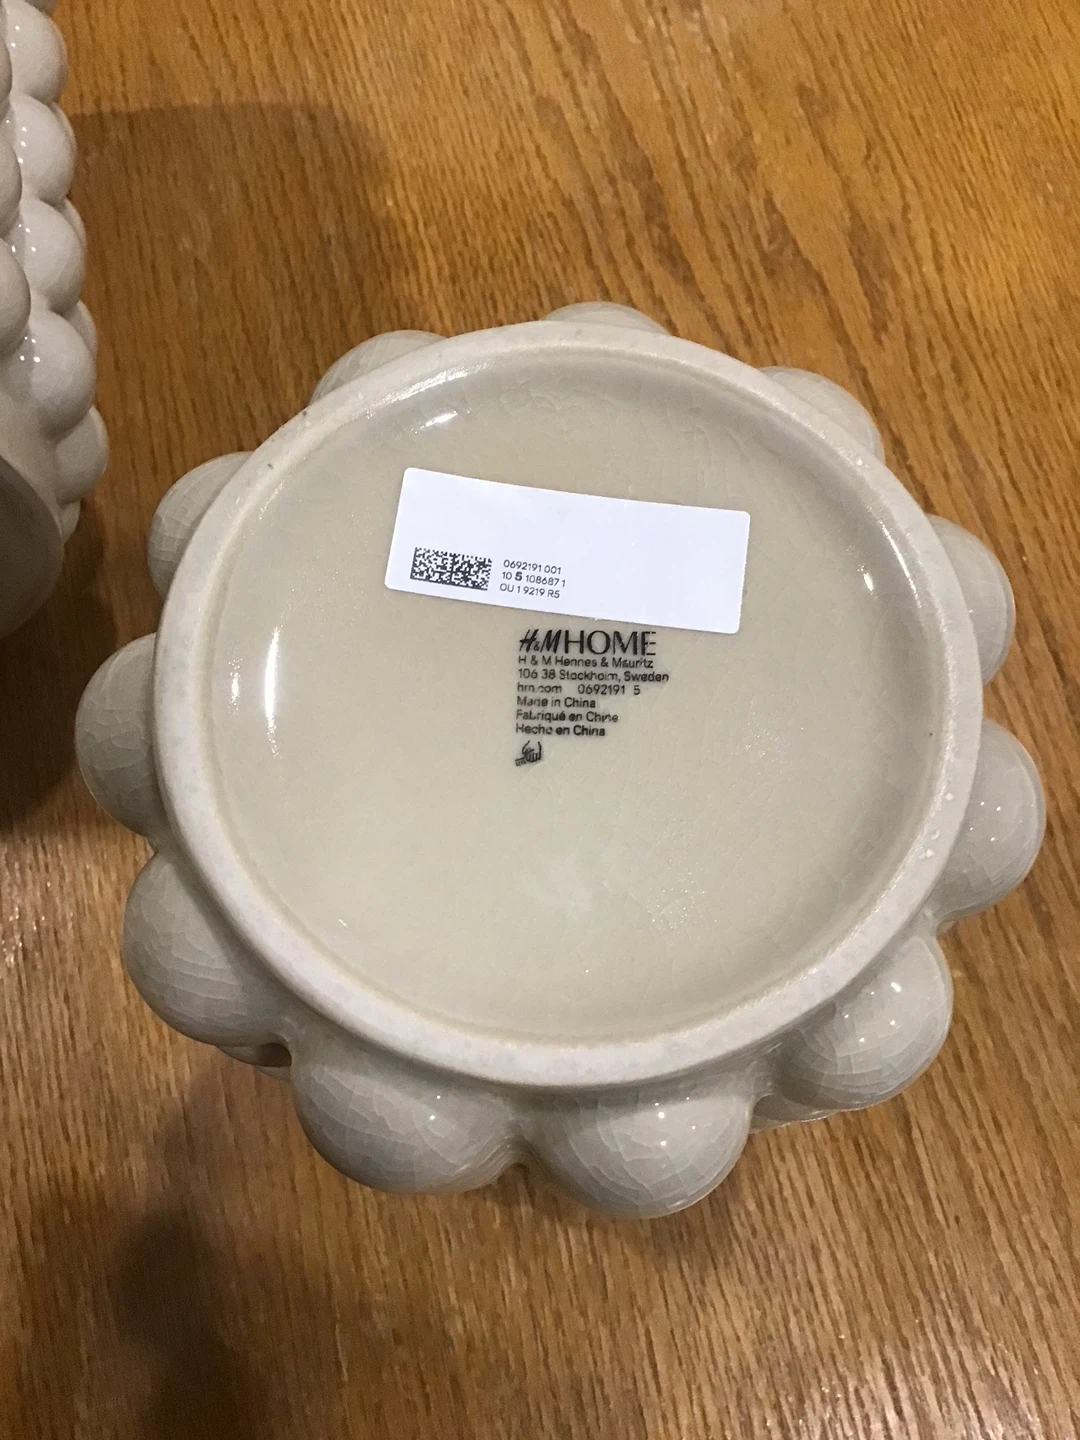 0692191 001
10 5 1086871
OU 1 9219 R5
H&M HOME
H & M Hennes & Mauritz
106 38 Stockholm, Sweden
hm.com 0692191 5
Made in China
Fabriqué en Chine
Hecho en China